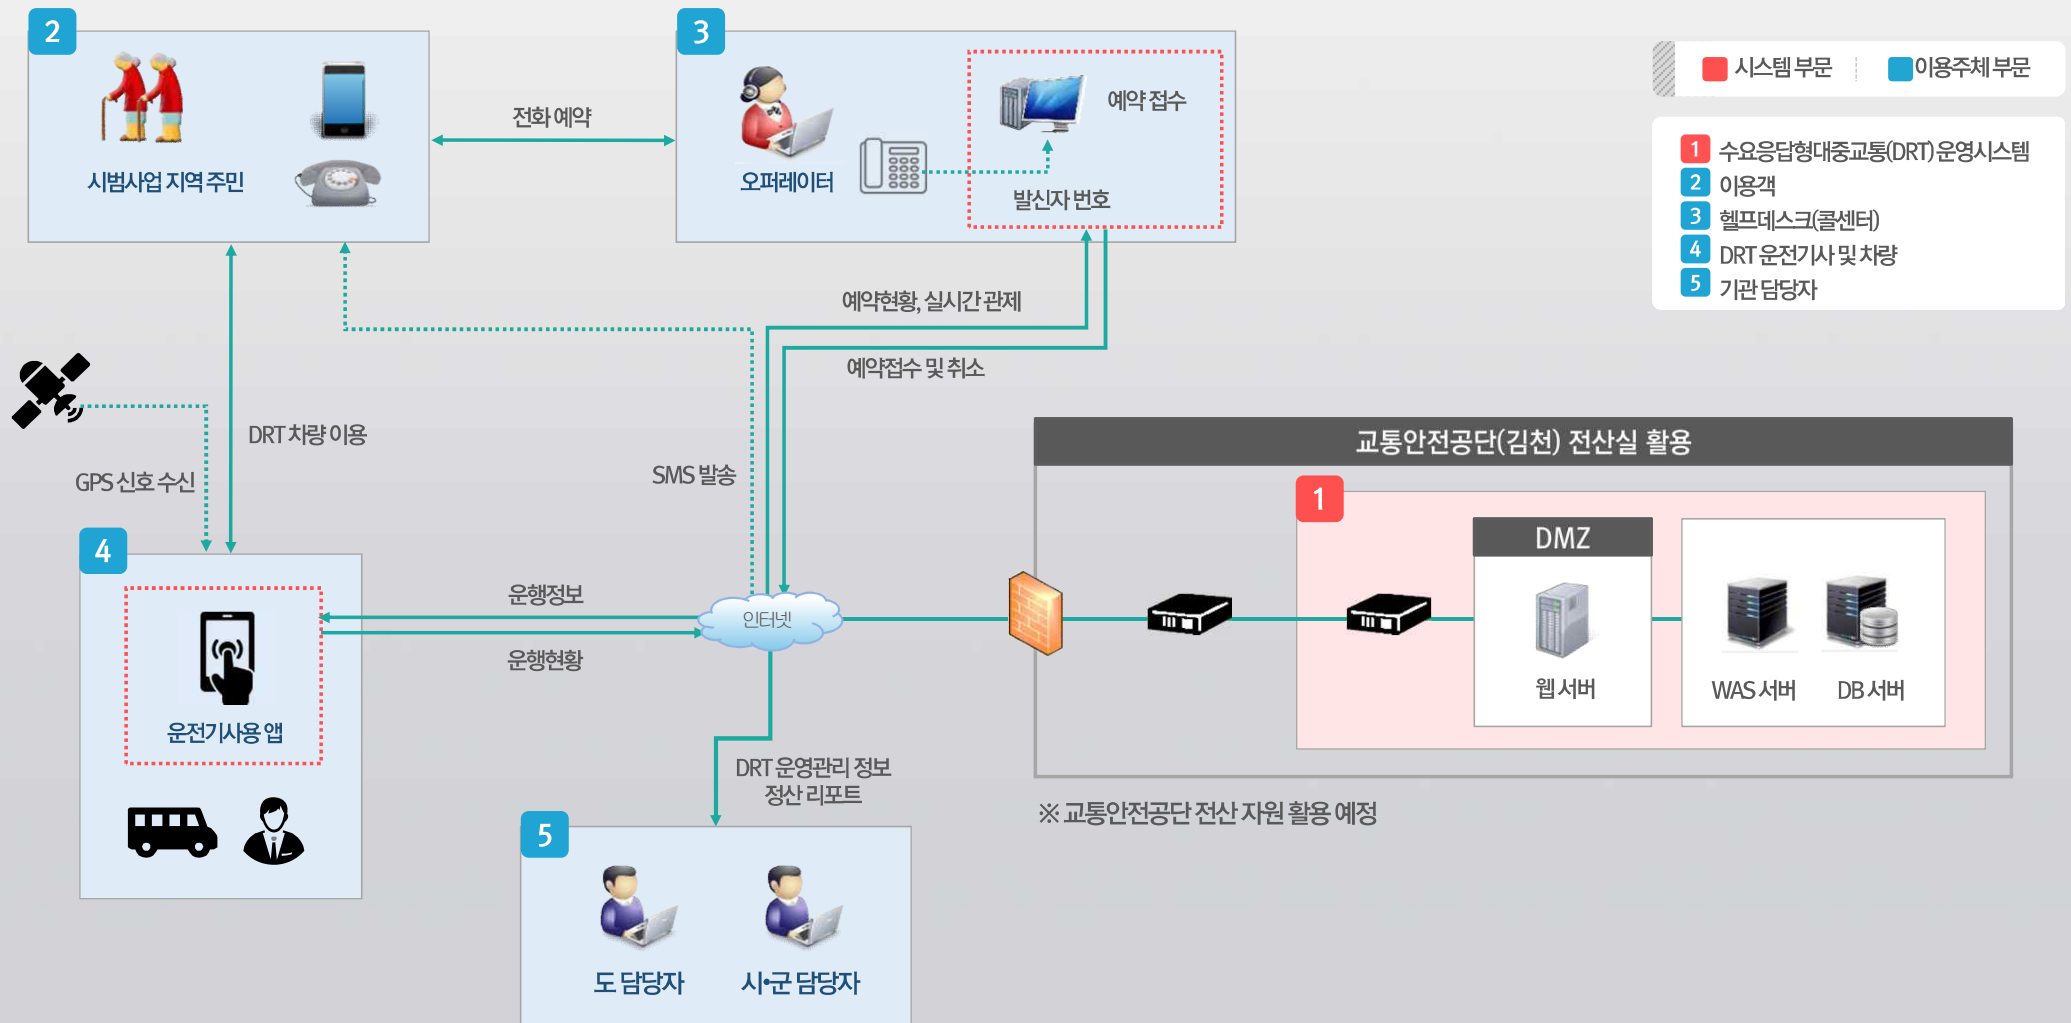 2
시범사업 지역 주민
전화 예약
3
오퍼레이터
예약 접수
발신자 번호
시스템 부문
이용주체 부문
1 수요응답형대중교통(DRT) 운영시스템
2 이용객
3 헬프데스크(콜센터)
4 DRT 운전기사 및 차량
5 기관 담당자
예약현황, 실시간 관제
예약접수 및 취소
DRT 차량 이용
GPS 신호 수신
SMS 발송
교통안전공단(김천) 전산실 활용
1
DMZ
웹 서버
WAS 서버
DB 서버
※ 교통안전공단 전산 자원 활용 예정
4
운전기사용 앱
운행정보
운행현황
인터넷
DRT 운영관리 정보
정산 리포트
5
도 담당자
시•군 담당자